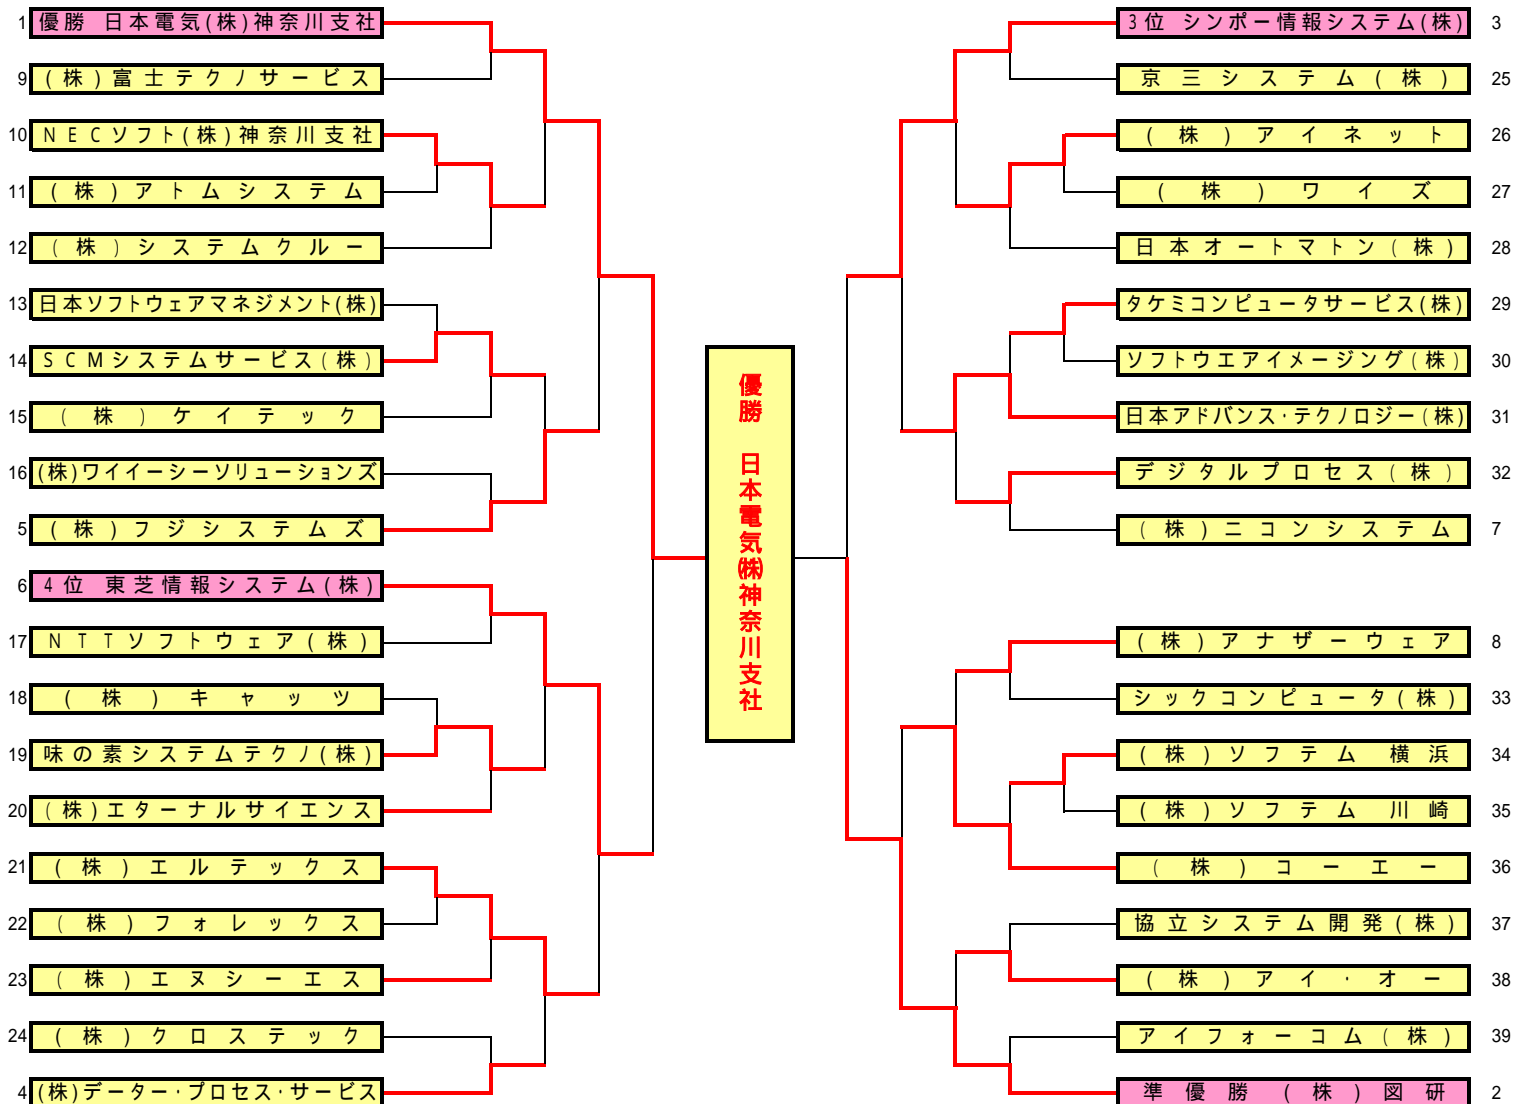 1 優勝 日本電気(株)神奈川支社
9 (株)富士テクノサービス
10 NECソフト(株)神奈川支社
11 (株)アトムシステム
12 (株)システムクルー
13 日本ソフトウェアマネジメント(株)
14 SCMシステムサービス(株)
15 (株)ケイテック
16 (株)ワイイーシーソリューションズ
5 (株)フジシステムズ
6 4位 東芝情報システム(株)
17 NTTソフトウェア(株)
18 (株)キャッツ
19 味の素システムテクノ(株)
20 (株)エターナルサイエンス
21 (株)エルテックス
22 (株)フォレックス
23 (株)エヌシーエス
24 (株)クロステック
4 (株)データー・プロセス・サービス
優勝 日本電気㈱神奈川支社
3位 シンポー情報システム(株) 3
京三システム(株) 25
(株)アイネット 26
(株)ワイズ 27
日本オートマトン(株) 28
タケミコンピュータサービス(株) 29
ソフトウエアイメージング(株) 30
日本アドバンス・テクノロジー(株) 31
デジタルプロセス(株) 32
(株)ニコンシステム 7
(株)アナザーウェア 8
シックコンピュータ(株) 33
(株)ソフテム 横浜 34
(株)ソフテム 川崎 35
(株)コーエー 36
協立システム開発(株) 37
(株)アイ・オー 38
アイフォーコム(株) 39
準優勝 (株)図研 2